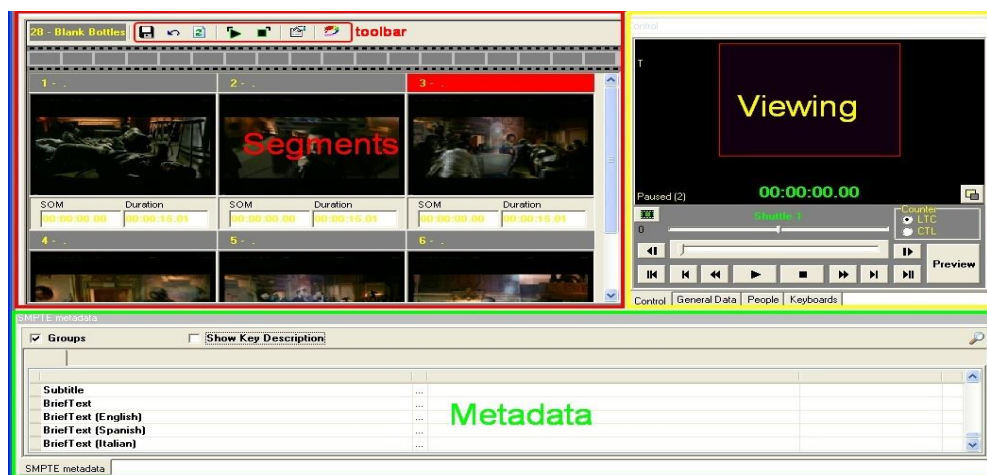 28 - Blank Bottles
toolbar
1 - .
2 - .
3 - .
Segments
SOM Duration
00:00:00.00 00:00:15.01
SOM Duration
00:00:00.00 00:00:16.01
SOM Duration
00:00:00.00 00:00:15.01
4 - .
5 - .
6 - .
Control
T
Viewing
Paused (2)
00:00:00.00
Shuttle 1
0
Counter
LTC
CTL
Preview
Control General Data People Keyboards
SMPTE metadata
Groups
Show Key Description
Subtitle ...
BriefText ...
BriefText (English) ...
BriefText (Spanish) ...
BriefText (Italian) ...
Metadata
SMPTE metadata